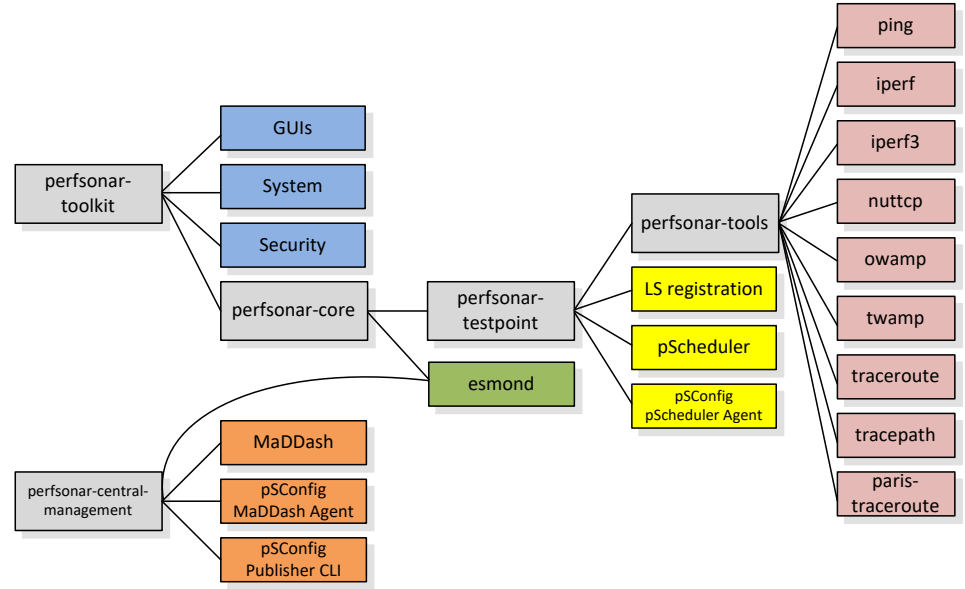 perfsonar-
toolkit
GUIs
System
Security
perfsonar-core
perfsonar-
testpoint
esmond
perfsonar-tools
LS registration
pScheduler
pSConfig
pScheduler Agent
ping
iperf
iperf3
nuttcp
owamp
twamp
traceroute
tracepath
paris-
traceroute
perfsonar-central-
management
MaDDash
pSConfig
MaDDash Agent
pSConfig
Publisher CLI